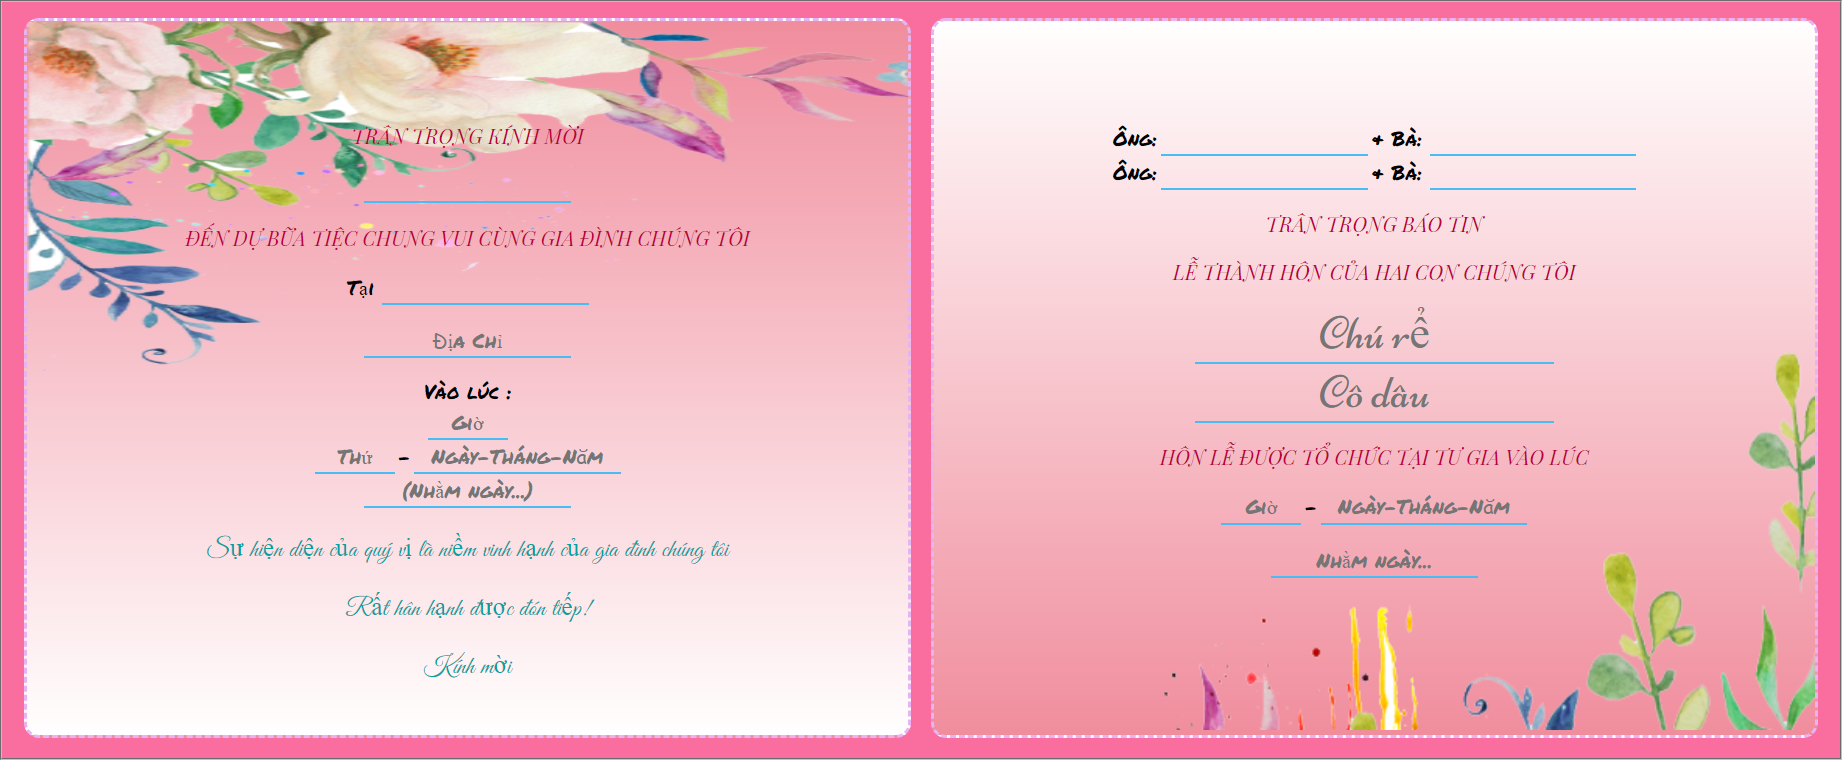 TRÂN TRỌNG KÍNH MỜI
ĐẾN DỰ BỮA TIỆC CHUNG VUI CÙNG GIA ĐÌNH CHÚNG TÔI
Tại
Địa Chỉ
Vào lúc :
Giờ
Thứ - Ngày-Tháng-Năm
(Nhằm ngày...)
Sự hiện diện của quý vị là niềm vinh hạnh của gia đình chúng tôi
Rất hân hạnh được đón tiếp!
Kính mời
Ông: & Bà:
Ông: & Bà:
TRÂN TRỌNG BÁO TIN
LỄ THÀNH HÔN CỦA HAI CON CHÚNG TÔI
Chú rể
Cô dâu
HÔN LỄ ĐƯỢC TỔ CHỨC TẠI TƯ GIA VÀO LÚC
Giờ - Ngày-Tháng-Năm
Nhằm ngày...